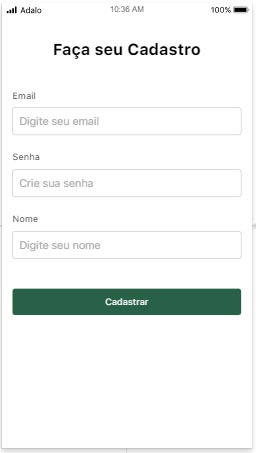 Adalo 10:36 AM 100%
Faça seu Cadastro
Email
Digite seu email
Senha
Crie sua senha
Nome
Digite seu nome
Cadastrar